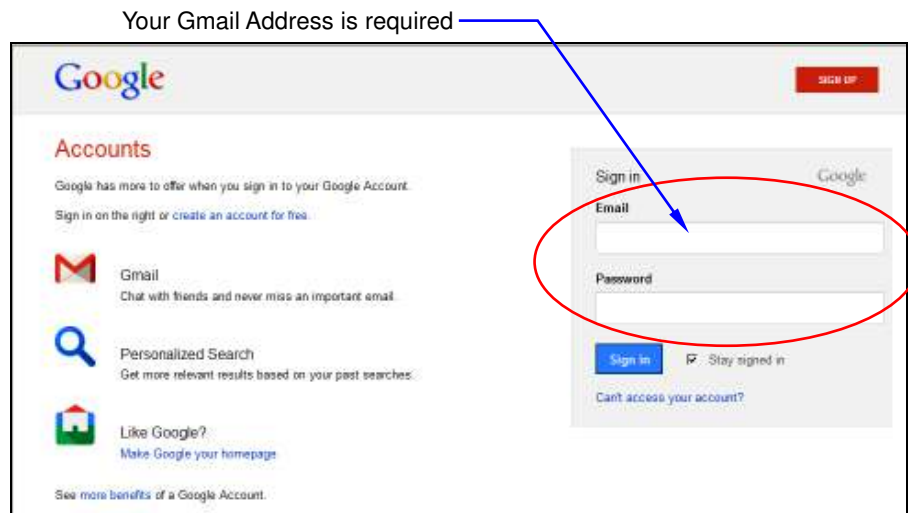 Your Gmail Address is required
Google
SIGN UP
Accounts
Google has more to offer when you sign in to your Google Account.
Sign in on the right or create an account for free.
Gmail
Chat with friends and never miss an important email.
Personalized Search
Get more relevant results based on your past searches.
Like Google?
Make Google your homepage
See more benefits of a Google Account.
Sign in Google
Email
Password
Sign in Stay signed in
Can't access your account?